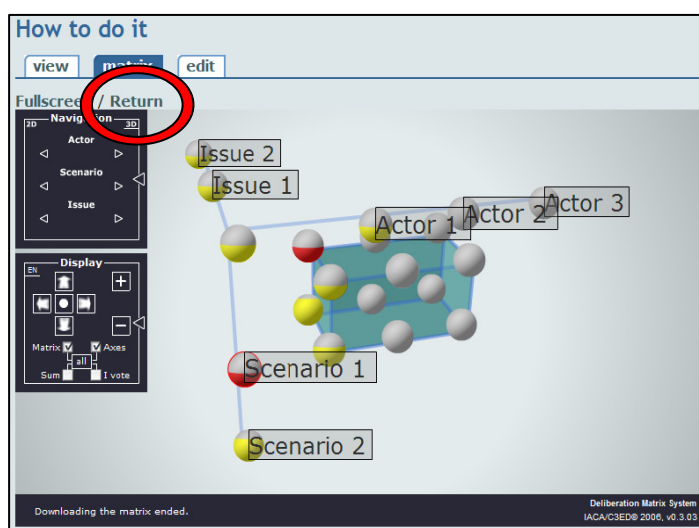 How to do it
view matrix edit
Fullscreen / Return
Navigation
2D 3D
Actor
Scenario
Issue
Display
EN
Matrix Axes
all
Sum I vote
Issue 2
Issue 1
Actor 1 Actor 2 Actor 3
Scenario 1
Scenario 2
Downloading the matrix ended.
Deliberation Matrix System
IACA/C3ED® 2006, v0.3.03